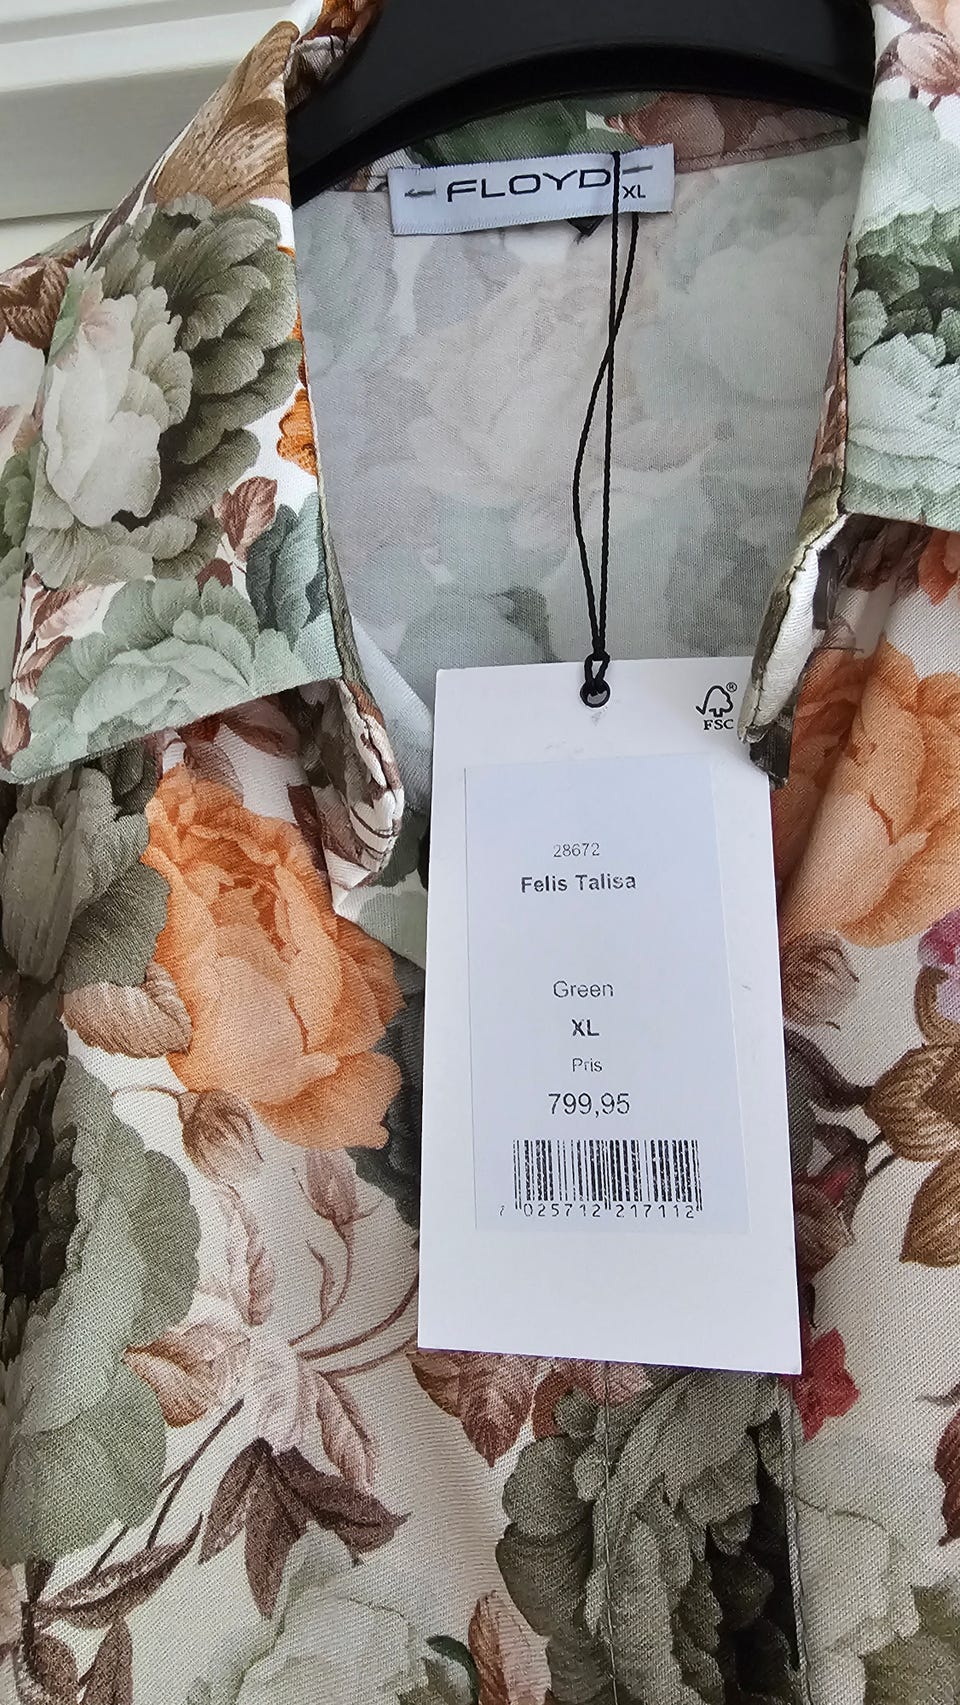 FLOYD XL
FSC®
28672
Felis Talisa
Green
XL
Pris
799,95
7 025712 217112